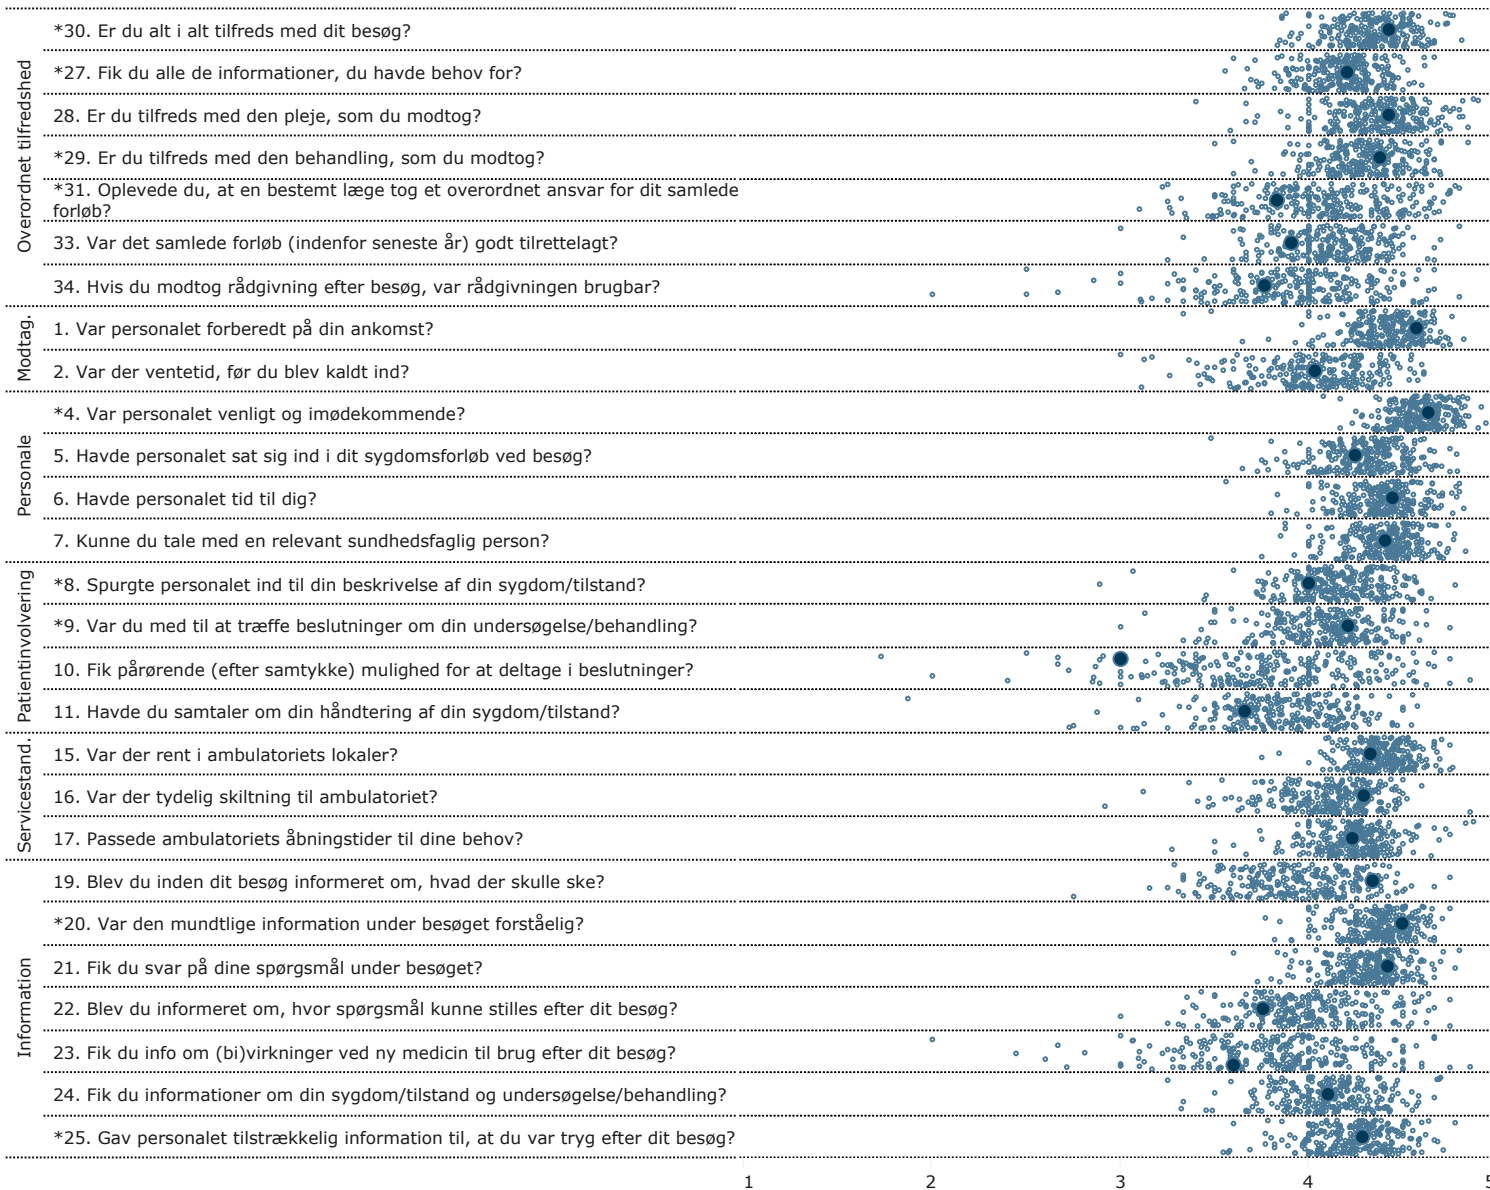 Overordnet tilfredshed
*30. Er du alt i alt tilfreds med dit besøg?
*27. Fik du alle de informationer, du havde behov for?
28. Er du tilfreds med den pleje, som du modtog?
*29. Er du tilfreds med den behandling, som du modtog?
*31. Oplevede du, at en bestemt læge tog et overordnet ansvar for dit samlede
forløb?
33. Var det samlede forløb (indenfor seneste år) godt tilrettelagt?
34. Hvis du modtog rådgivning efter besøg, var rådgivningen brugbar?
Modtag.
1. Var personalet forberedt på din ankomst?
2. Var der ventetid, før du blev kaldt ind?
Personale
*4. Var personalet venligt og imødekommende?
5. Havde personalet sat sig ind i dit sygdomsforløb ved besøg?
6. Havde personalet tid til dig?
7. Kunne du tale med en relevant sundhedsfaglig person?
Patientinvolvering
*8. Spurgte personalet ind til din beskrivelse af din sygdom/tilstand?
*9. Var du med til at træffe beslutninger om din undersøgelse/behandling?
10. Fik pårørende (efter samtykke) mulighed for at deltage i beslutninger?
11. Havde du samtaler om din håndtering af din sygdom/tilstand?
Servicestand.
15. Var der rent i ambulatoriets lokaler?
16. Var der tydelig skiltning til ambulatoriet?
17. Passede ambulatoriets åbningstider til dine behov?
Information
19. Blev du inden dit besøg informeret om, hvad der skulle ske?
*20. Var den mundtlige information under besøget forståelig?
21. Fik du svar på dine spørgsmål under besøget?
22. Blev du informeret om, hvor spørgsmål kunne stilles efter dit besøg?
23. Fik du info om (bi)virkninger ved ny medicin til brug efter dit besøg?
24. Fik du informationer om din sygdom/tilstand og undersøgelse/behandling?
*25. Gav personalet tilstrækkelig information til, at du var tryg efter dit besøg?
1 2 3 4 5